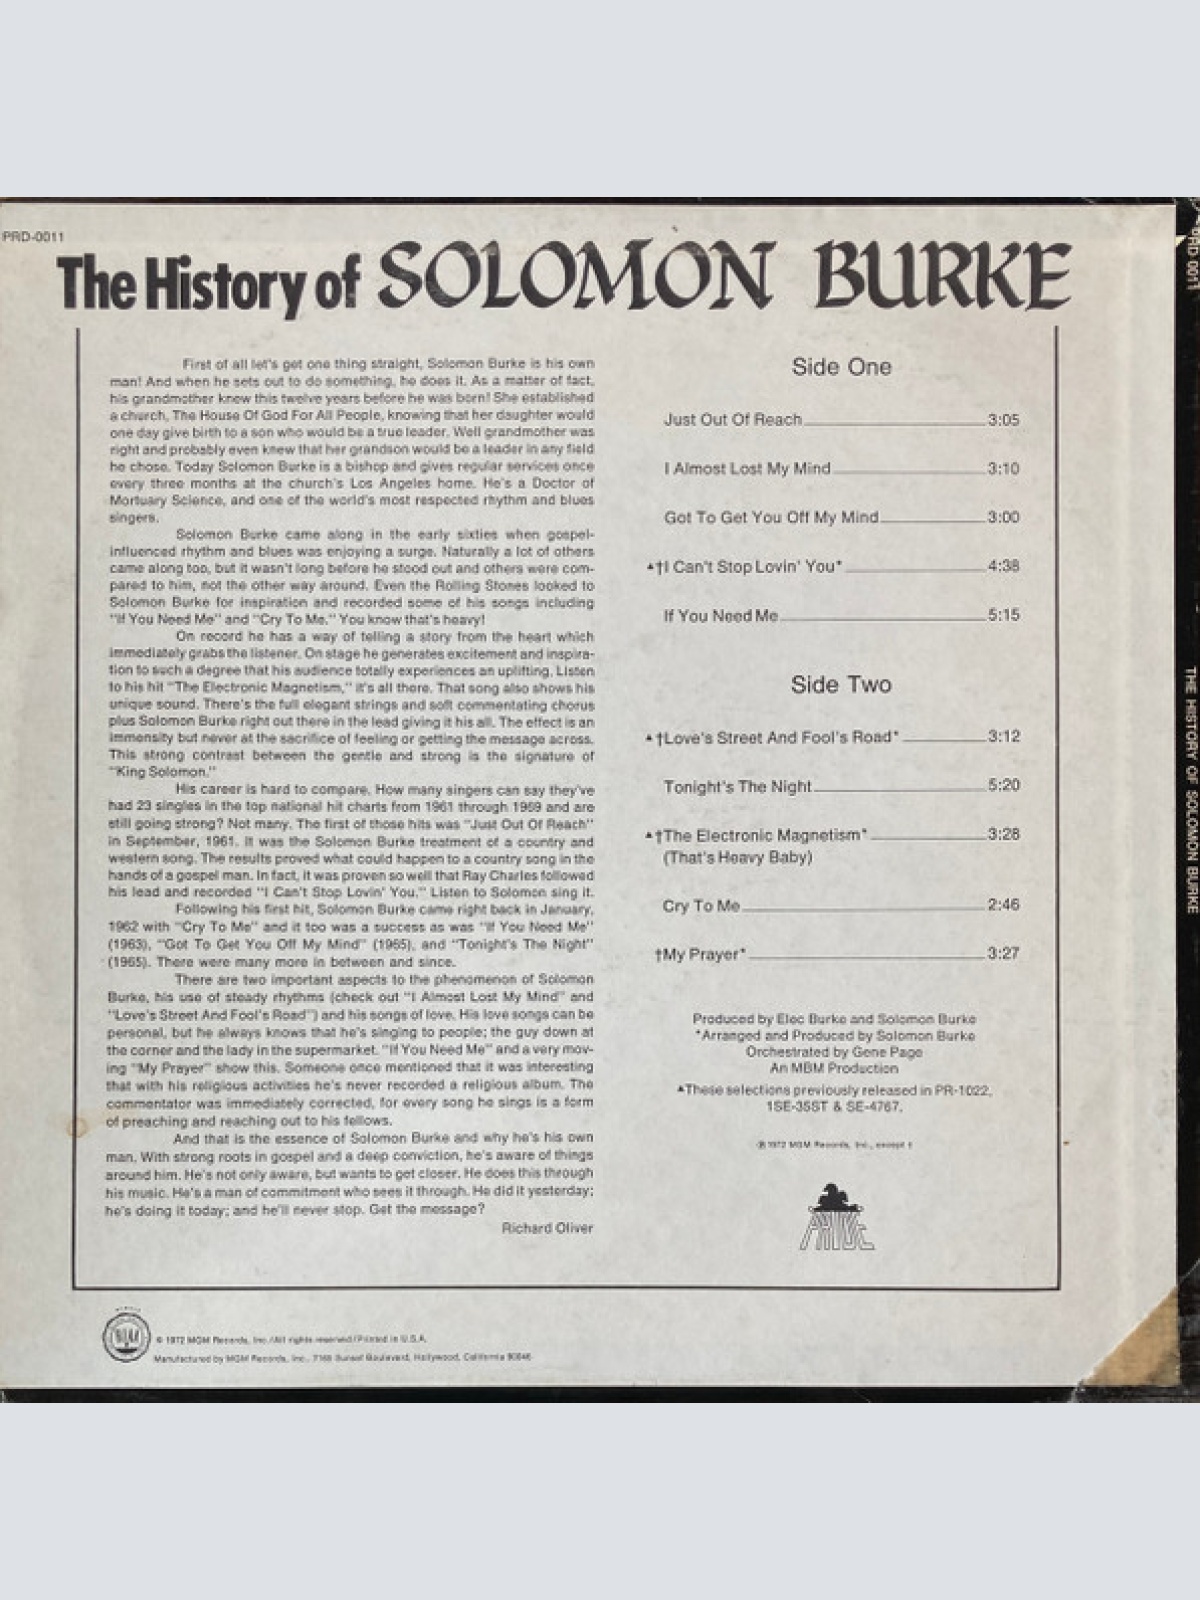 PRD-0011
The History of SOLOMON BURKE
First of all let's get one thing straight, Solomon Burke is his own
man! And when he sets out to do something, he does it. As a matter of fact,
his grandmother knew this twelve years before he was born! She established
a church, The House Of God For All People, knowing that her daughter would
one day give birth to a son who would be a true leader. Well grandmother was
right and probably even knew that her grandson would be a leader in any field
he chose. Today Solomon Burke is a bishop and gives regular services once
every three months at the church's Los Angeles home. He's a Doctor of
Mortuary Science, and one of the world's most respected rhythm and blues
singers.
Solomon Burke came along in the early sixties when gospel-
influenced rhythm and blues was enjoying a surge. Naturally a lot of others
came along too, but it wasn't long before he stood out and others were com-
pared to him, not the other way around. Even the Rolling Stones looked to
Solomon Burke for inspiration and recorded some of his songs including
"If You Need Me" and "Cry To Me." You know that's heavy!
On record he has a way of telling a story from the heart which
immediately grabs the listener. On stage he generates excitement and inspira-
tion to such a degree that his audience totally experiences an uplifting. Listen
to his hit "The Electronic Magnetism," it's all there. That song also shows his
unique sound. There's the full elegant strings and soft commentating chorus
plus Solomon Burke right out there in the lead giving it his all. The effect is an
immensity but never at the sacrifice of feeling or getting the message across.
This strong contrast between the gentle and strong is the signature of
"King Solomon."
His career is hard to compare. How many singers can say they've
had 23 singles in the top national hit charts from 1961 through 1969 and are
still going strong? Not many. The first of those hits was "Just Out Of Reach"
in September, 1961. It was the Solomon Burke treatment of a country and
western song. The results proved what could happen to a country song in the
hands of a gospel man. In fact, it was proven so well that Ray Charles followed
his lead and recorded "I Can't Stop Lovin' You." Listen to Solomon sing it.
Following his first hit, Solomon Burke came right back in January,
1962 with "Cry To Me" and it too was a success as was "If You Need Me"
(1963), "Got To Get You Off My Mind" (1965), and "Tonight's The Night"
(1965). There were many more in between and since.
There are two important aspects to the phenomenon of Solomon
Burke, his use of steady rhythms (check out "I Almost Lost My Mind" and
"Love's Street And Fool's Road") and his songs of love. His love songs can be
personal, but he always knows that he's singing to people; the guy down at
the corner and the lady in the supermarket. "If You Need Me" and a very mov-
ing "My Prayer" show this. Someone once mentioned that it was interesting
that with his religious activities he's never recorded a religious album. The
commentator was immediately corrected, for every song he sings is a form
of preaching and reaching out to his fellows.
And that is the essence of Solomon Burke and why he's his own
man. With strong roots in gospel and a deep conviction, he's aware of things
around him. He's not only aware, but wants to get closer. He does this through
his music. He's a man of commitment who sees it through. He did it yesterday;
he's doing it today; and he'll never stop. Get the message?
Richard Oliver
Side One
Just Out Of Reach 3:05
I Almost Lost My Mind 3:10
Got To Get You Off My Mind 3:00
▲†I Can't Stop Lovin' You* 4:38
If You Need Me 5:15
Side Two
▲†Love's Street And Fool's Road* 3:12
Tonight's The Night 5:20
▲†The Electronic Magnetism* 3:28
(That's Heavy Baby)
Cry To Me 2:46
†My Prayer* 3:27
Produced by Elec Burke and Solomon Burke
*Arranged and Produced by Solomon Burke
Orchestrated by Gene Page
An MBM Production
▲These selections previously released in PR-1022,
1SE-35ST & SE-4767.
℗ 1972 MGM Records, Inc., except †
PRIDE
MGM
© 1972 MGM Records, Inc./All rights reserved/Printed in U.S.A.
Manufactured by MGM Records, Inc., 7165 Sunset Boulevard, Hollywood, California 90046
PRD 0011
THE HISTORY OF SOLOMON BURKE